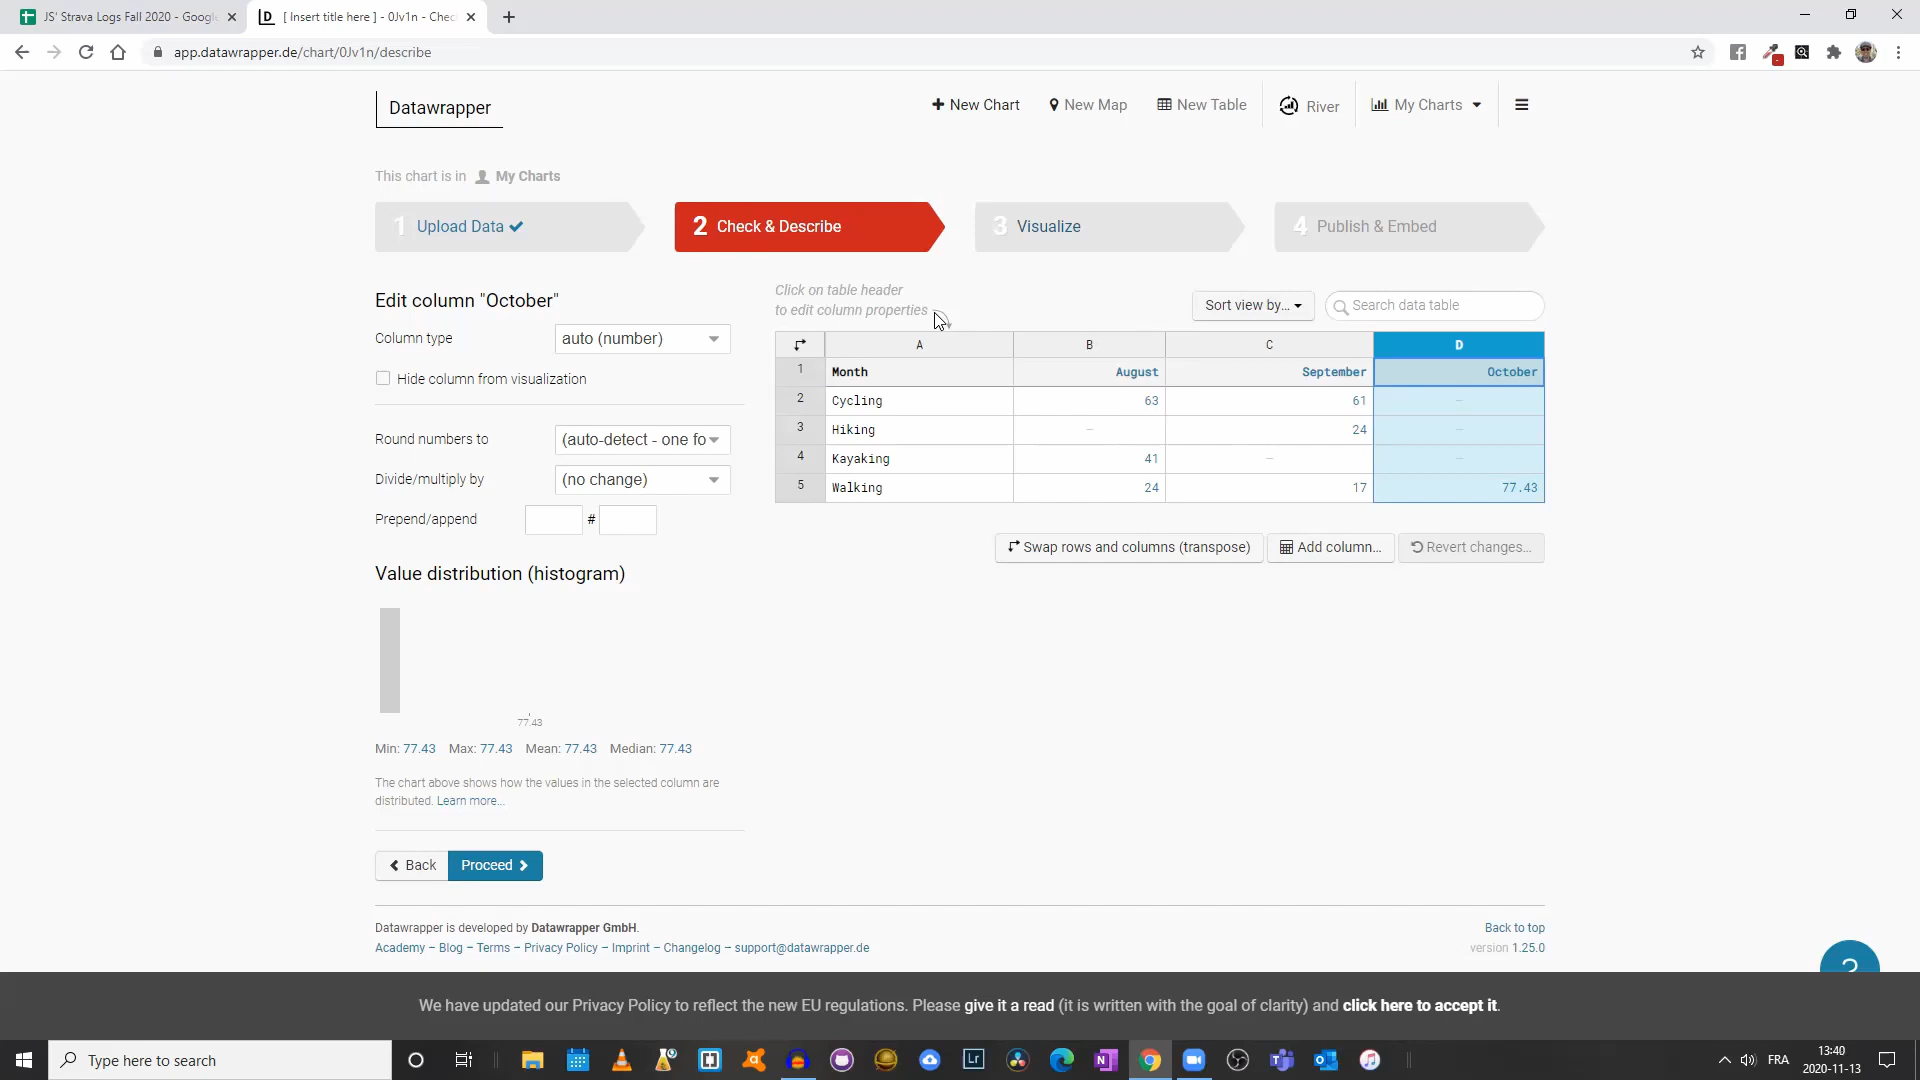 JS' Strava Logs Fall 2020 - Google
[ Insert title here ] - 0Jv1n - Chec
app.datawrapper.de/chart/0Jv1n/describe
Datawrapper
New Chart
New Map
New Table
River
My Charts
This chart is in My Charts
1 Upload Data
2 Check & Describe
3 Visualize
4 Publish & Embed
Edit column "October"
Column type auto (number)
Hide column from visualization
Round numbers to (auto-detect - one fo
Divide/multiply by (no change)
Prepend/append #
Value distribution (histogram)
77.43
Min: 77.43 Max: 77.43 Mean: 77.43 Median: 77.43
The chart above shows how the values in the selected column are
distributed. Learn more...
Back
Proceed
Click on table header
to edit column properties
Sort view by...
Search data table
A B C D
1 Month August September October
2 Cycling 63 61 –
3 Hiking – 24 –
4 Kayaking 41 – –
5 Walking 24 17 77.43
Swap rows and columns (transpose)
Add column...
Revert changes...
Datawrapper is developed by Datawrapper GmbH.
Academy – Blog – Terms – Privacy Policy – Imprint – Changelog – support@datawrapper.de
Back to top
version 1.25.0
?
We have updated our Privacy Policy to reflect the new EU regulations. Please give it a read (it is written with the goal of clarity) and click here to accept it.
Type here to search
Lr
FRA
13:40
2020-11-13